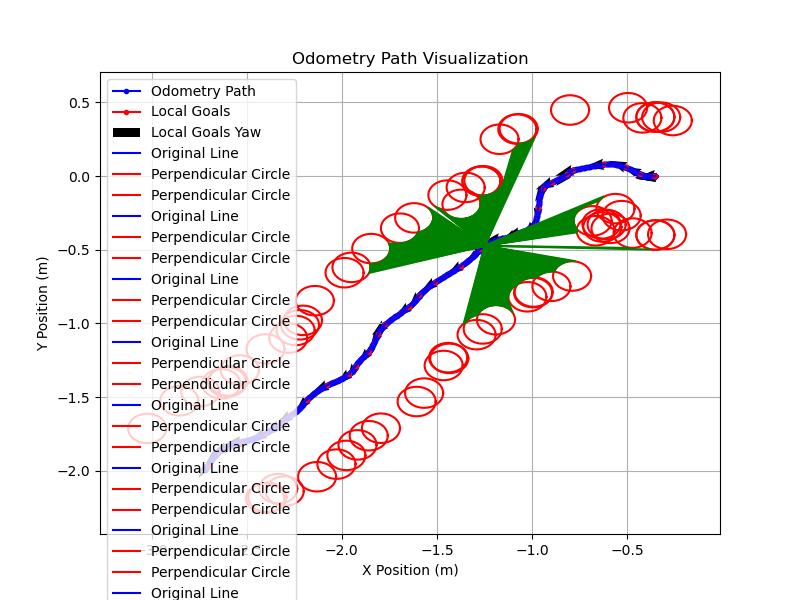 Odometry Path Visualization
Odometry Path
Local Goals
Local Goals Yaw
Original Line
Perpendicular Circle
Perpendicular Circle
Original Line
Perpendicular Circle
Perpendicular Circle
Original Line
Perpendicular Circle
Perpendicular Circle
Original Line
Perpendicular Circle
Perpendicular Circle
Original Line
Perpendicular Circle
Perpendicular Circle
Original Line
Perpendicular Circle
Perpendicular Circle
Original Line
Perpendicular Circle
Perpendicular Circle
Original Line
Y Position (m)
0.5
0.0
−0.5
−1.0
−1.5
−2.0
−2.0
−1.5
−1.0
−0.5
X Position (m)